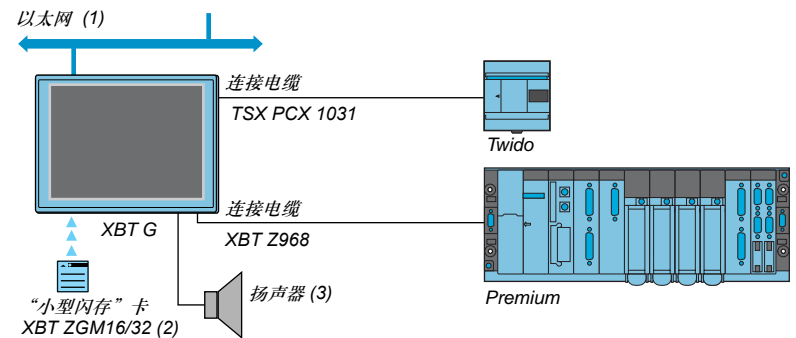 以太网 (1)
连接电缆
TSX PCX 1031
Twido
连接电缆
XBT Z968
XBT G
“小型闪存”卡
XBT ZGM16/32 (2)
扬声器 (3)
Premium